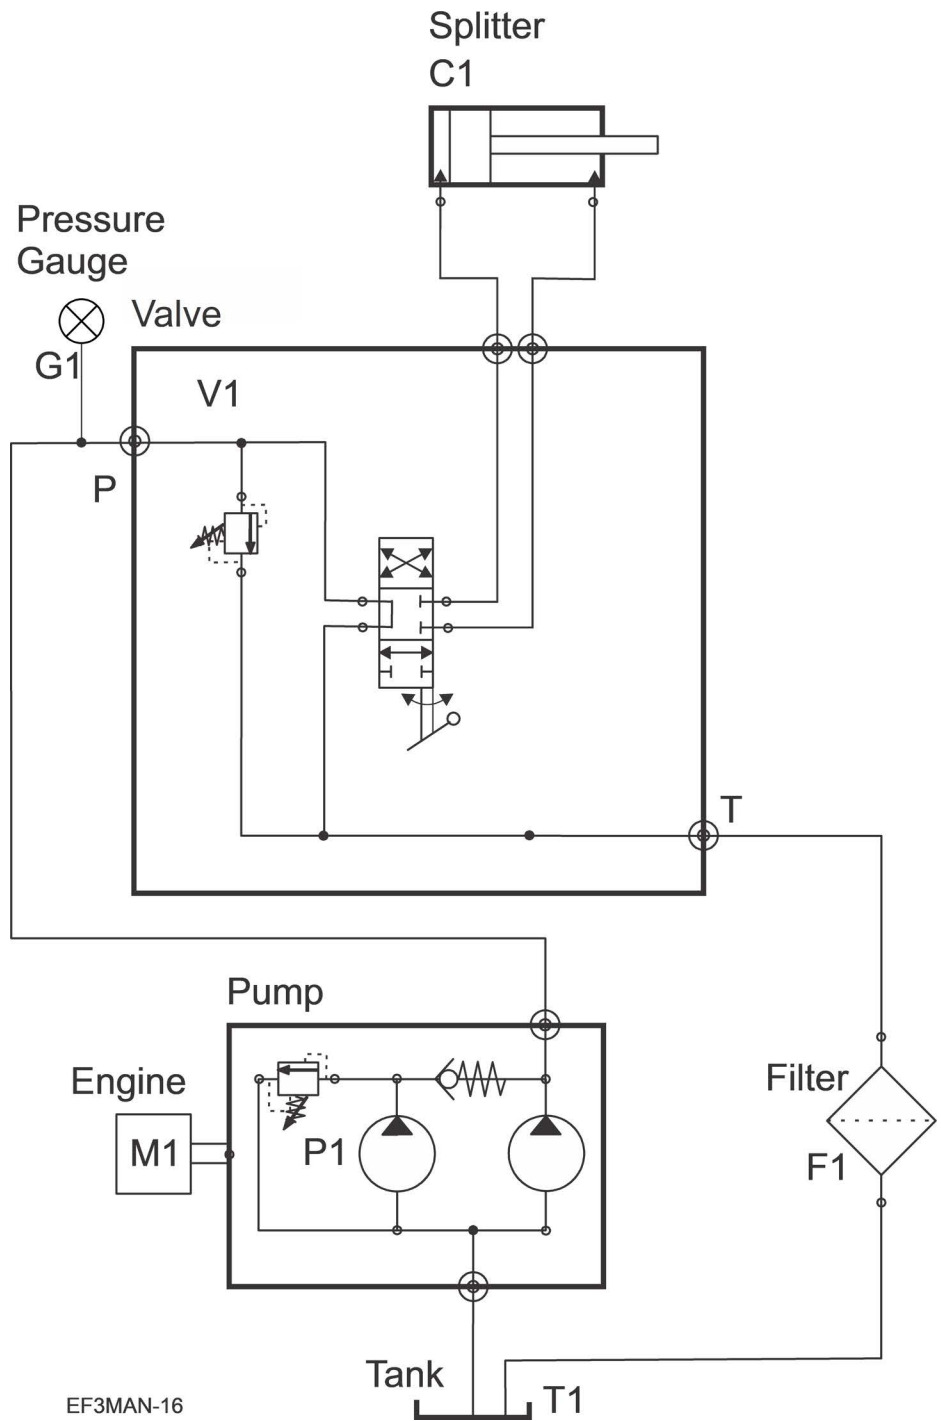 Splitter
C1
Pressure
Gauge
Valve
G1
V1
P
T
Pump
Engine
Filter
M1
P1
F1
Tank
T1
EF3MAN-16